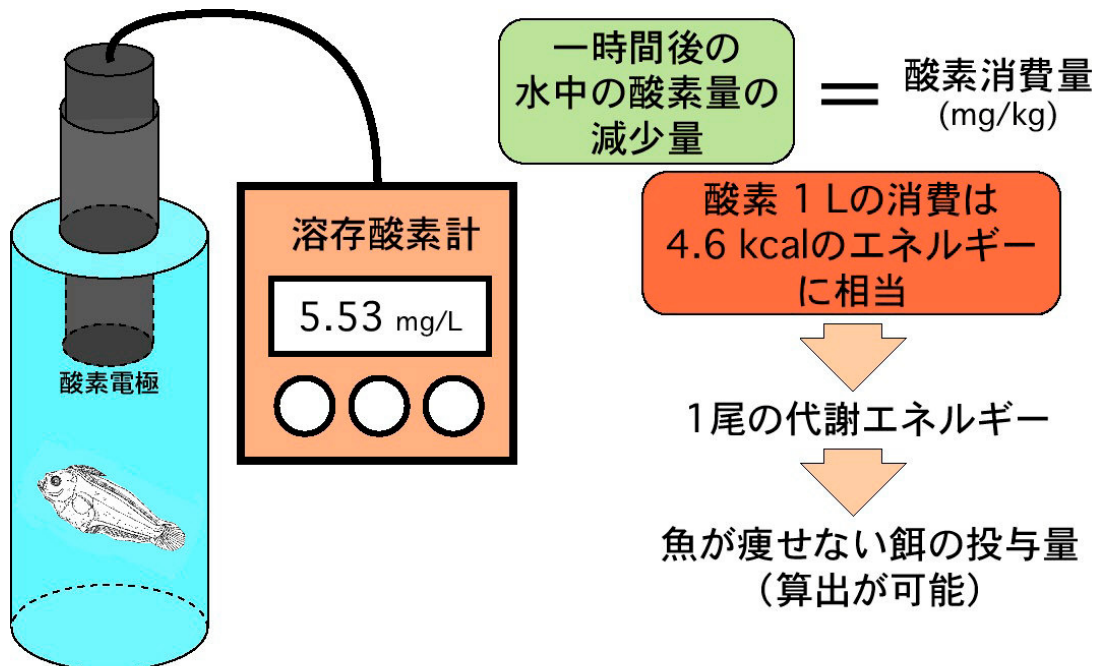 一時間後の
水中の酸素量の
減少量
=
酸素消費量
(mg/kg)
酸素 1 Lの消費は
4.6 kcalのエネルギー
に相当
1尾の代謝エネルギー
魚が痩せない餌の投与量
(算出が可能)
溶存酸素計
5.53 mg/L
酸素電極